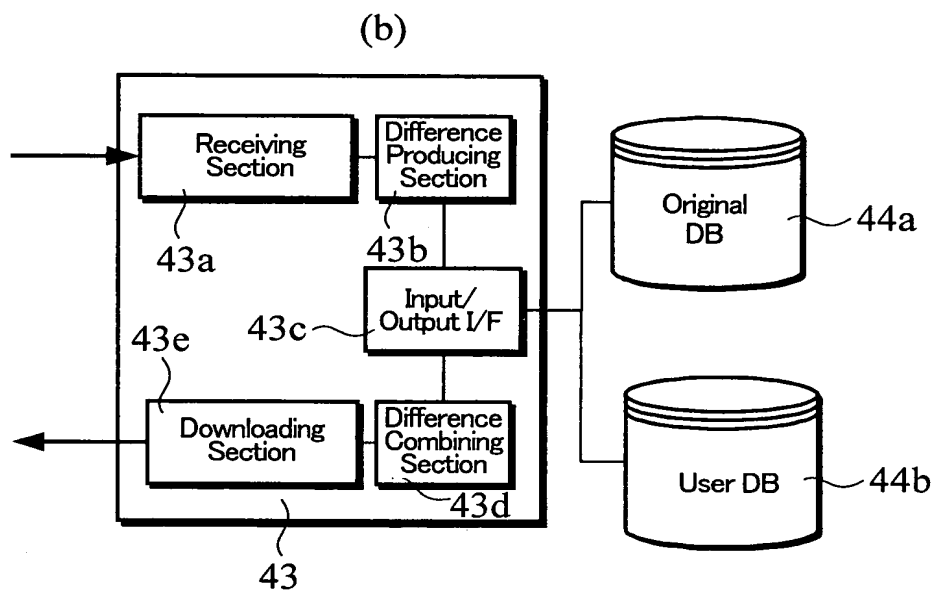 (b)
Receiving
Section
43a
Difference
Producing
Section
43b
Original
DB
44a
Input/
Output I/F
43c
43e
Downloading
Section
Difference
Combining
Section
43d
User DB
44b
43